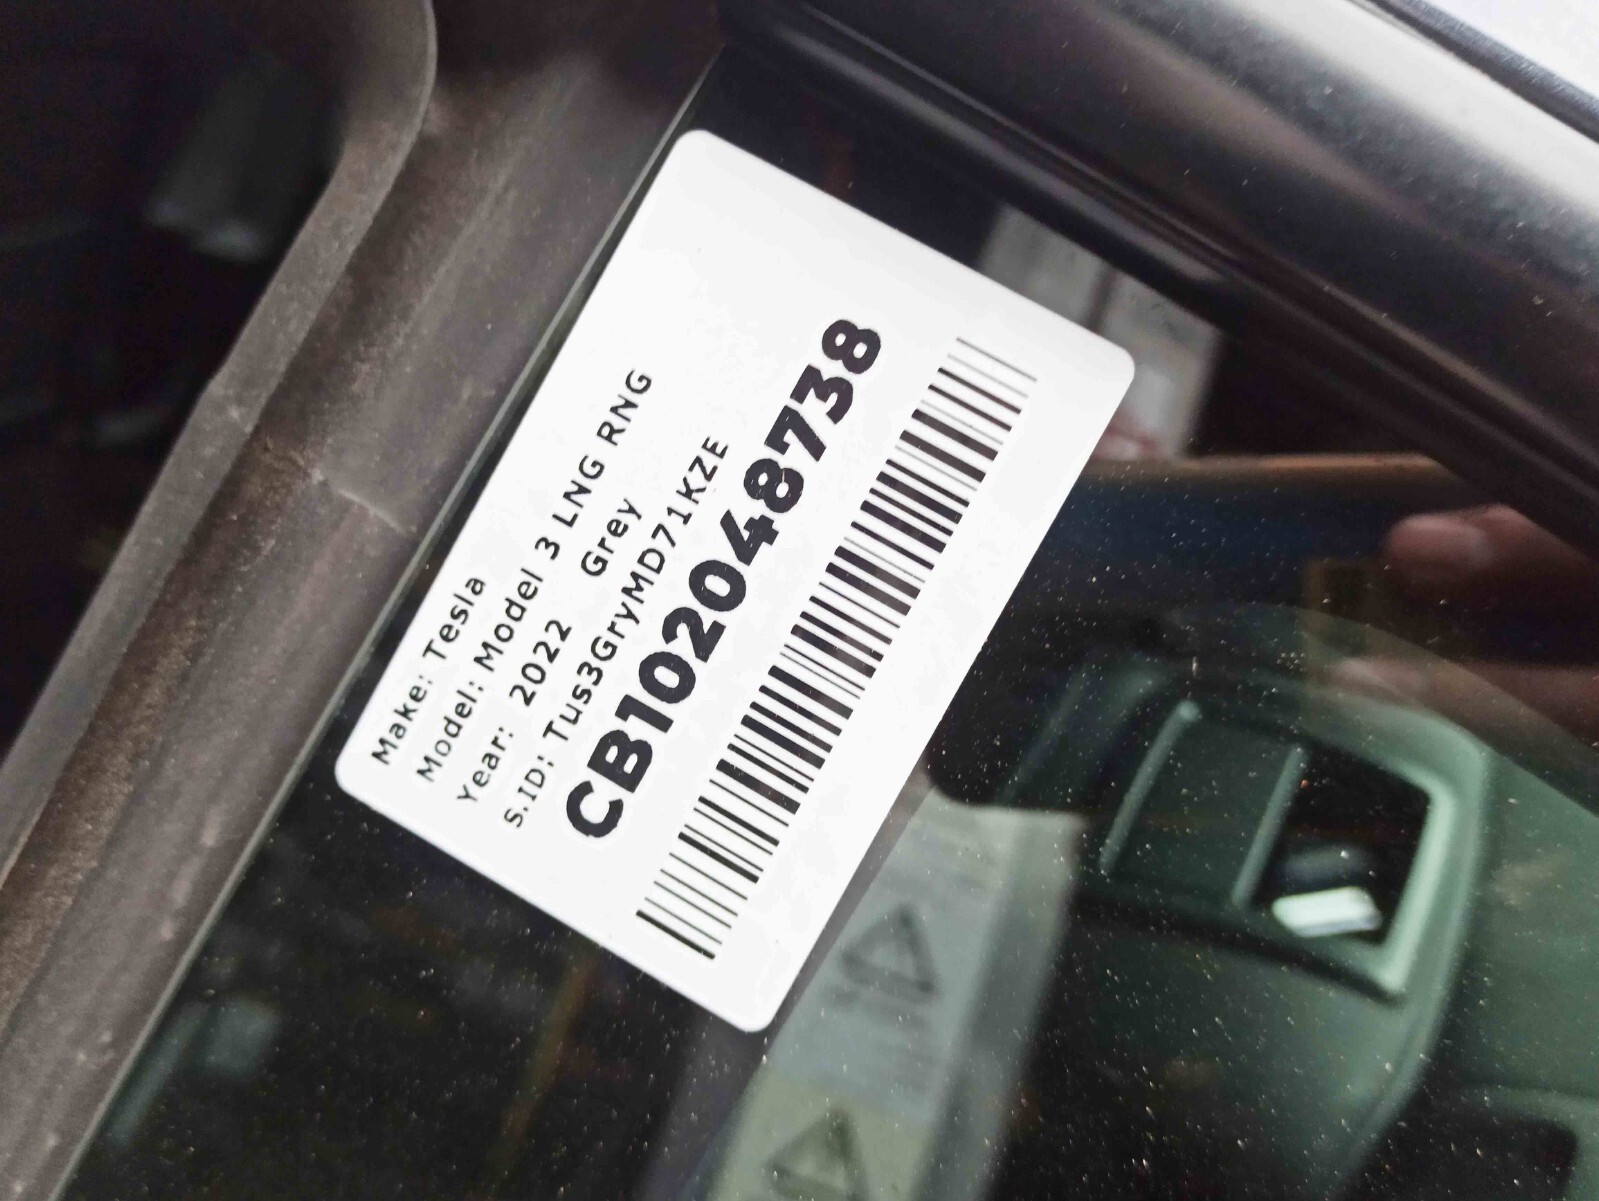 Make: Tesla
Model: Model 3 LNG RNG
Year: 2022 Grey
S.ID: Tus3GryMD71KZE
CB102048738